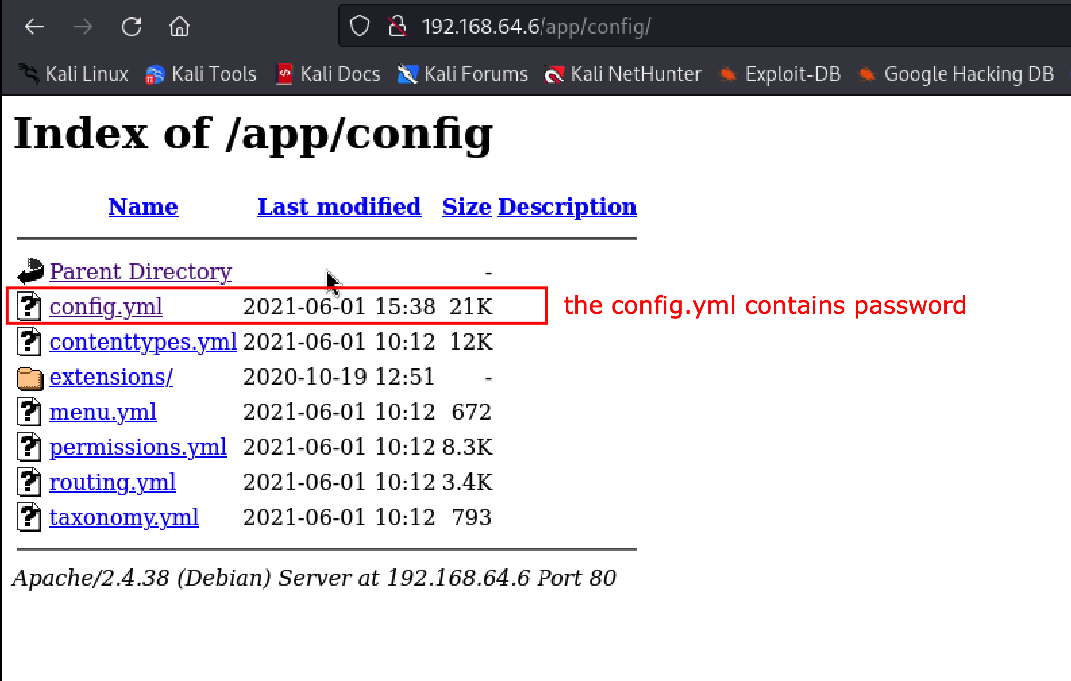 192.168.64.6/app/config/
Kali Linux Kali Tools Kali Docs Kali Forums Kali NetHunter Exploit-DB Google Hacking DB
Index of /app/config
Name Last modified Size Description
Parent Directory -
config.yml 2021-06-01 15:38 21K the config.yml contains password
contenttypes.yml 2021-06-01 10:12 12K
extensions/ 2020-10-19 12:51 -
menu.yml 2021-06-01 10:12 672
permissions.yml 2021-06-01 10:12 8.3K
routing.yml 2021-06-01 10:12 3.4K
taxonomy.yml 2021-06-01 10:12 793
Apache/2.4.38 (Debian) Server at 192.168.64.6 Port 80